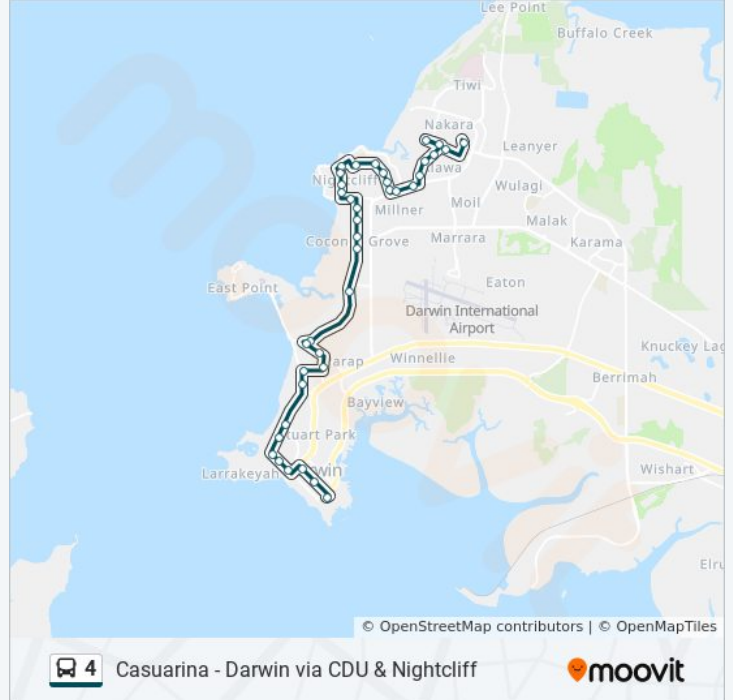 Lee Point
Buffalo Creek
Tiwi
Nakara
Leanyer
Nightcliff
Wulagi
Millner
Moil
Malak
Coconut Grove
Marrara
Karama
East Point
Eaton
Darwin International
Airport
Knuckey Lag
Winnellie
Berrimah
Bayview
Stuart Park
Larrakeyah
Darwin
Wishart
Elru
© OpenStreetMap contributors | © OpenMapTiles
4 Casuarina - Darwin via CDU & Nightcliff
moovit